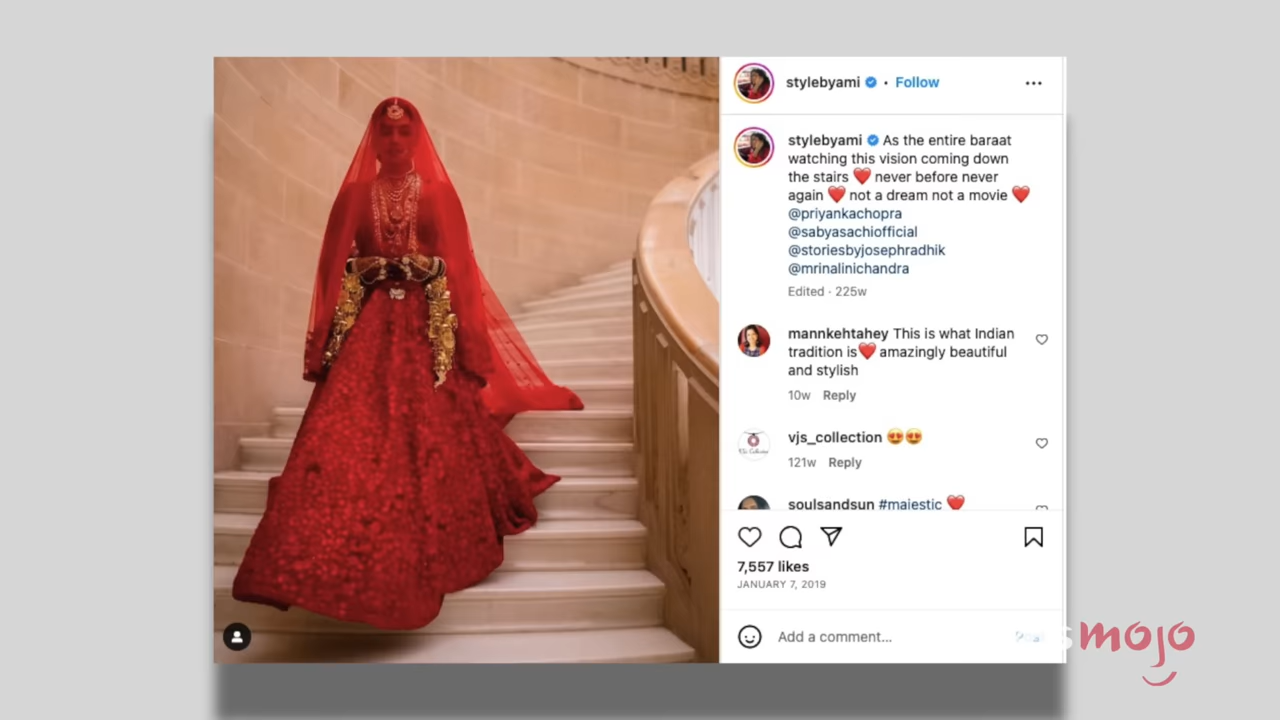 stylebyami • Follow
stylebyami As the entire baraat
watching this vision coming down
the stairs ❤️ never before never
again ❤️ not a dream not a movie ❤️
@priyankachopra
@sabyasachiofficial
@storiesbyjosephradhik
@mrinalinichandra
Edited · 225w
mannkehtahey This is what Indian
tradition is❤️ amazingly beautiful
and stylish
10w Reply
vjs_collection 😍😍
121w Reply
soulsandsun #majestic ❤️
7,557 likes
JANUARY 7, 2019
Add a comment...
mojo